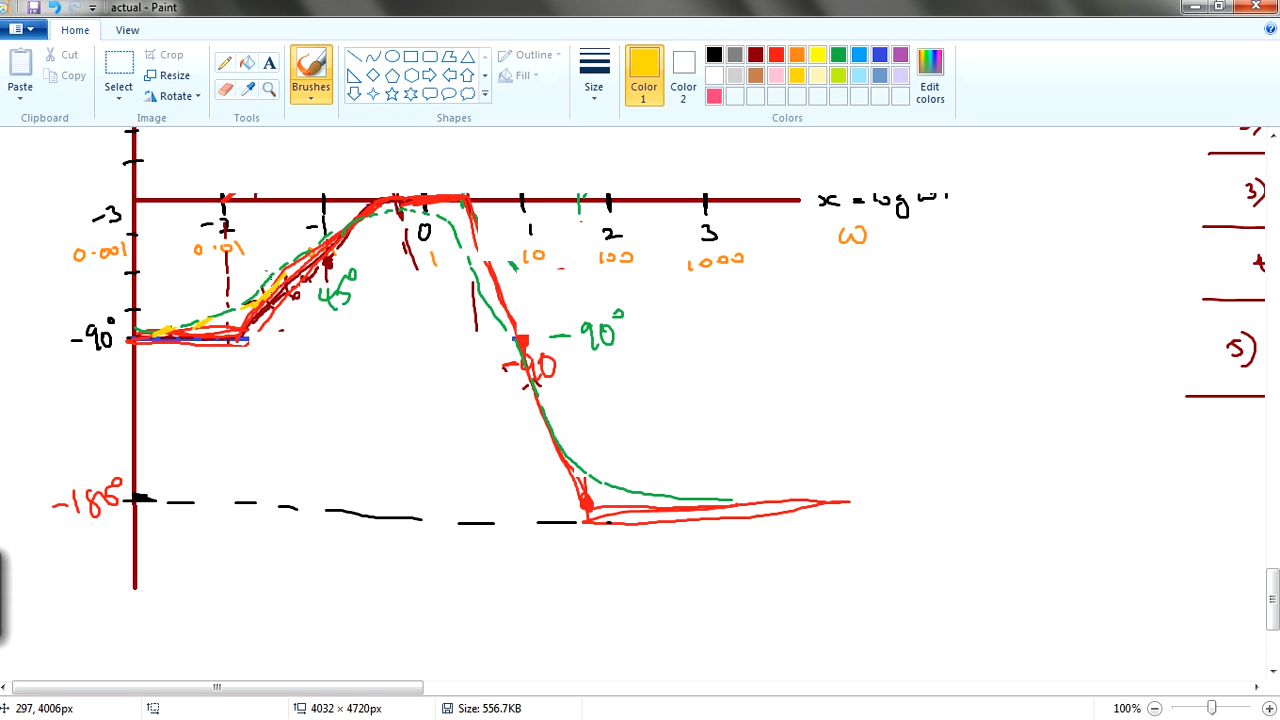 actual - Paint
Home View
Cut
Copy
Paste
Clipboard
Crop
Resize
Rotate
Select
Image
Tools
Brushes
Outline
Fill
Shapes
Size
Color 1
Color 2
Edit colors
Colors
x = log w
-3 -2 -1 0 1 2 3 ω
0.001 0.01 1 10 100 1000
3)
45°
-90° -90°
-90
5)
-180°
297, 4006px
4032 × 4720px
Size: 556.7KB
100%